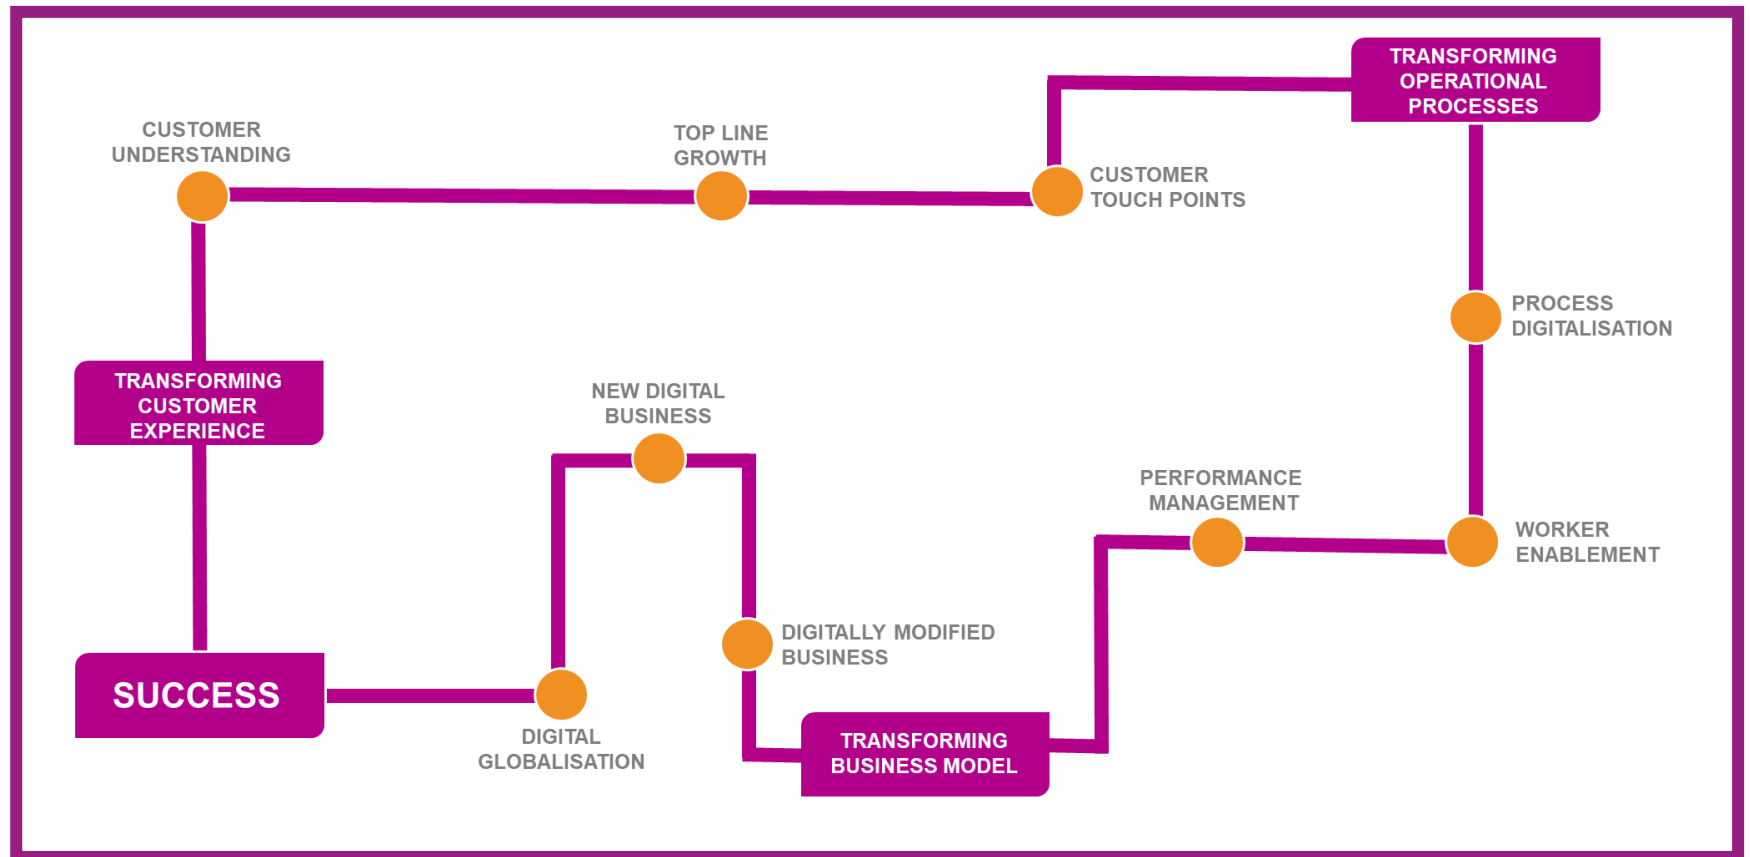 TRANSFORMING
OPERATIONAL
PROCESSES
CUSTOMER
UNDERSTANDING
TOP LINE
GROWTH
CUSTOMER
TOUCH POINTS
PROCESS
DIGITALISATION
TRANSFORMING
CUSTOMER
EXPERIENCE
NEW DIGITAL
BUSINESS
PERFORMANCE
MANAGEMENT
WORKER
ENABLEMENT
DIGITALLY MODIFIED
BUSINESS
SUCCESS
DIGITAL
GLOBALISATION
TRANSFORMING
BUSINESS MODEL